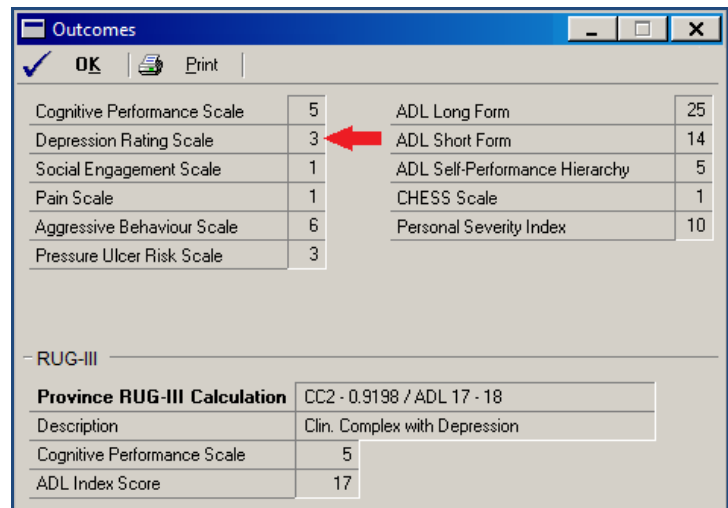 Outcomes
OK Print
Cognitive Performance Scale 5
Depression Rating Scale 3
Social Engagement Scale 1
Pain Scale 1
Aggressive Behaviour Scale 6
Pressure Ulcer Risk Scale 3
ADL Long Form 25
ADL Short Form 14
ADL Self-Performance Hierarchy 5
CHESS Scale 1
Personal Severity Index 10
RUG-III
Province RUG-III Calculation CC2 - 0.9198 / ADL 17 - 18
Description Clin. Complex with Depression
Cognitive Performance Scale 5
ADL Index Score 17